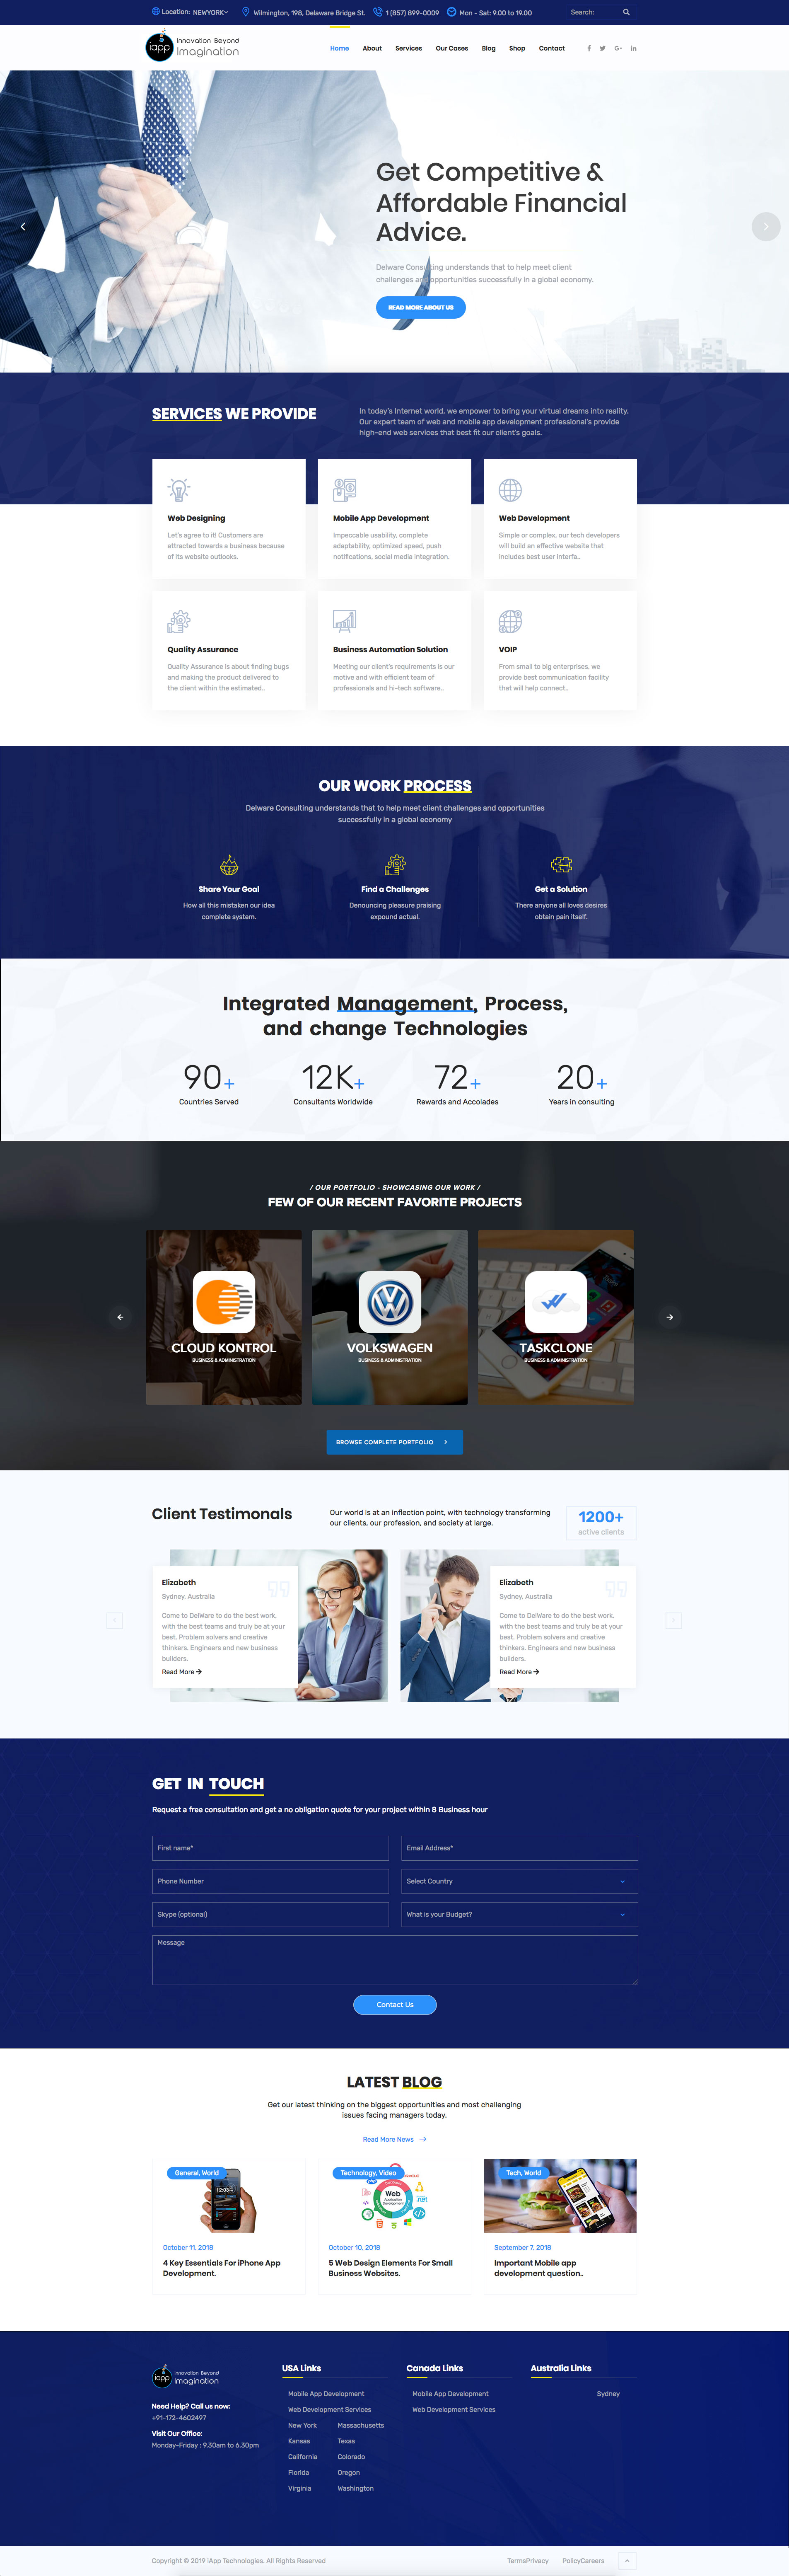 Location: NEWYORK
Wilmington, 198, Delaware Bridge St.
1 (857) 899-0009
Mon - Sat: 9.00 to 19.00
Search:
iapp
Innovation Beyond
Imagination
Home About Services Our Cases Blog Shop Contact
Get Competitive &
Affordable Financial
Advice.
Delware Consulting understands that to help meet client
challenges and opportunities successfully in a global economy.
READ MORE ABOUT US
SERVICES WE PROVIDE
In today's Internet world, we empower to bring your virtual dreams into reality.
Our expert team of web and mobile app development professional's provide
high-end web services that best fit our client's goals.
Web Designing
Let's agree to it! Customers are
attracted towards a business because
of its website outlooks.
Mobile App Development
Impeccable usability, complete
adaptability, optimized speed, push
notifications, social media integration.
Web Development
Simple or complex, our tech developers
will build an effective website that
includes best user interfa..
Quality Assurance
Quality Assurance is about finding bugs
and making the product delivered to
the client within the estimated..
Business Automation Solution
Meeting our client's requirements is our
motive and with efficient team of
professionals and hi-tech software..
VOIP
From small to big enterprises, we
provide best communication facility
that will help connect..
OUR WORK PROCESS
Delware Consulting understands that to help meet client challenges and opportunities
successfully in a global economy
Share Your Goal
How all this mistaken our idea
complete system.
Find a Challenges
Denouncing pleasure praising
expound actual.
Get a Solution
There anyone all loves desires
obtain pain itself.
Integrated Management, Process,
and change Technologies
90+
Countries Served
12K+
Consultants Worldwide
72+
Rewards and Accolades
20+
Years in consulting
/ OUR PORTFOLIO - SHOWCASING OUR WORK /
FEW OF OUR RECENT FAVORITE PROJECTS
CLOUD KONTROL
BUSINESS & ADMINISTRATION
VOLKSWAGEN
BUSINESS & ADMINISTRATION
TASKCLONE
BUSINESS & ADMINISTRATION
BROWSE COMPLETE PORTFOLIO
Client Testimonals
Our world is at an inflection point, with technology transforming
our clients, our profession, and society at large.
1200+
active clients
Elizabeth
Sydney, Australia
Come to DelWare to do the best work,
with the best teams and truly be at your
best. Problem solvers and creative
thinkers. Engineers and new business
builders.
Read More
Elizabeth
Sydney, Australia
Come to DelWare to do the best work,
with the best teams and truly be at your
best. Problem solvers and creative
thinkers. Engineers and new business
builders.
Read More
GET IN TOUCH
Request a free consultation and get a no obligation quote for your project within 8 Business hour
First name*
Email Address*
Phone Number
Select Country
Skype (optional)
What is your Budget?
Message
Contact Us
LATEST BLOG
Get our latest thinking on the biggest opportunities and most challenging
issues facing managers today.
Read More News
General, World
12:03
October 11, 2018
4 Key Essentials For iPhone App
Development.
Technology, Video
Web
Application
Development
October 10, 2018
5 Web Design Elements For Small
Business Websites.
Tech, World
September 7, 2018
Important Mobile app
development question..
iapp
Innovation Beyond
Imagination
Need Help? Call us now:
+91-172-4602497
Visit Our Office:
Monday-Friday : 9.30am to 6.30pm
USA Links
Mobile App Development
Web Development Services
New York Massachusetts
Kansas Texas
California Colorado
Florida Oregon
Virginia Washington
Canada Links
Mobile App Development
Web Development Services
Australia Links
Sydney
Copyright © 2019 iApp Technologies. All Rights Reserved
TermsPrivacy PolicyCareers